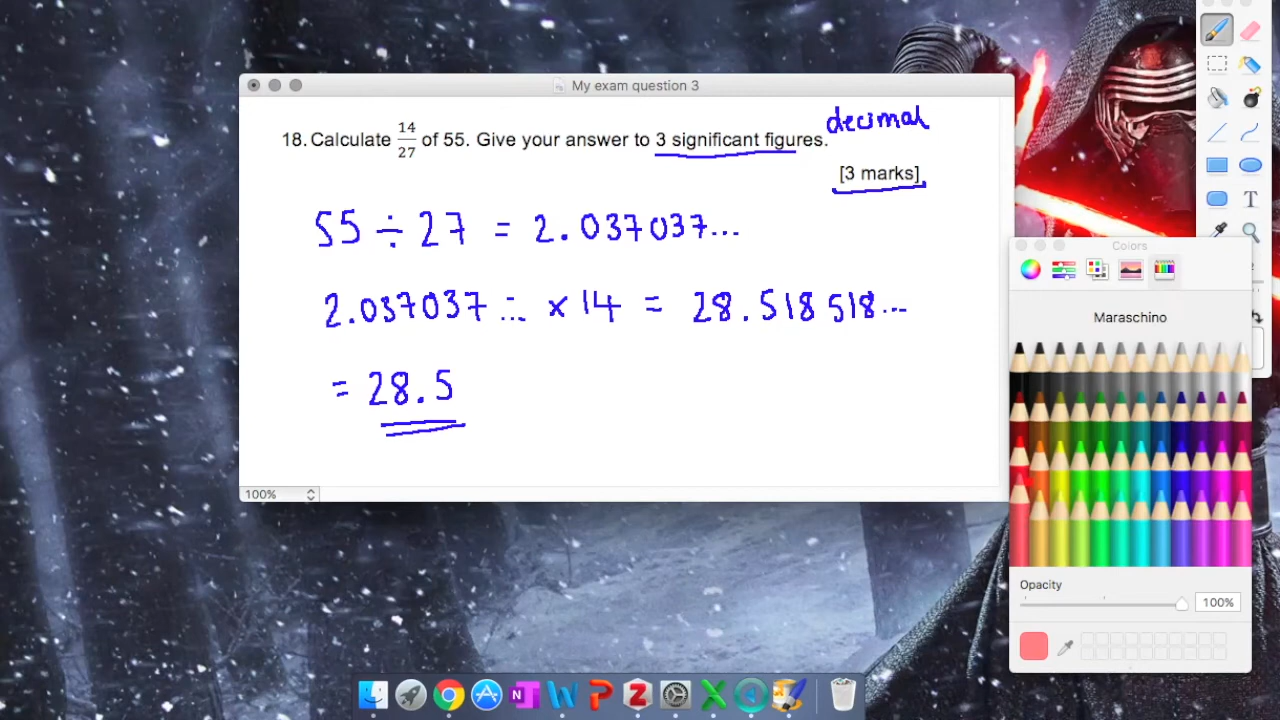 My exam question 3
18. Calculate 14/27 of 55. Give your answer to 3 significant figures.
decimal
[3 marks]
55 ÷ 27 = 2.037037...
2.037037... × 14 = 28.518518...
= 28.5
100%
Colors
Maraschino
Opacity
100%